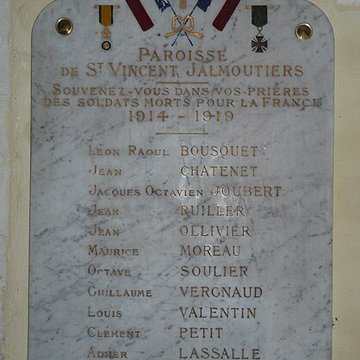 PAROISSE
DE ST VINCENT JALMOUTIERS
SOUVENEZ-VOUS DANS VOS PRIÈRES
DES SOLDATS MORTS POUR LA FRANCE
1914-1919
LÉON RAOUL BOUSQUET
JEAN CHATENET
JACQUES OCTAVIEN JOUBERT
JEAN RUILLER
JEAN OLLIVIER
MAURICE MOREAU
OCTAVE SOULIER
GUILLAUME VERGNAUD
LOUIS VALENTIN
CLÉMENT PETIT
LASSALLE